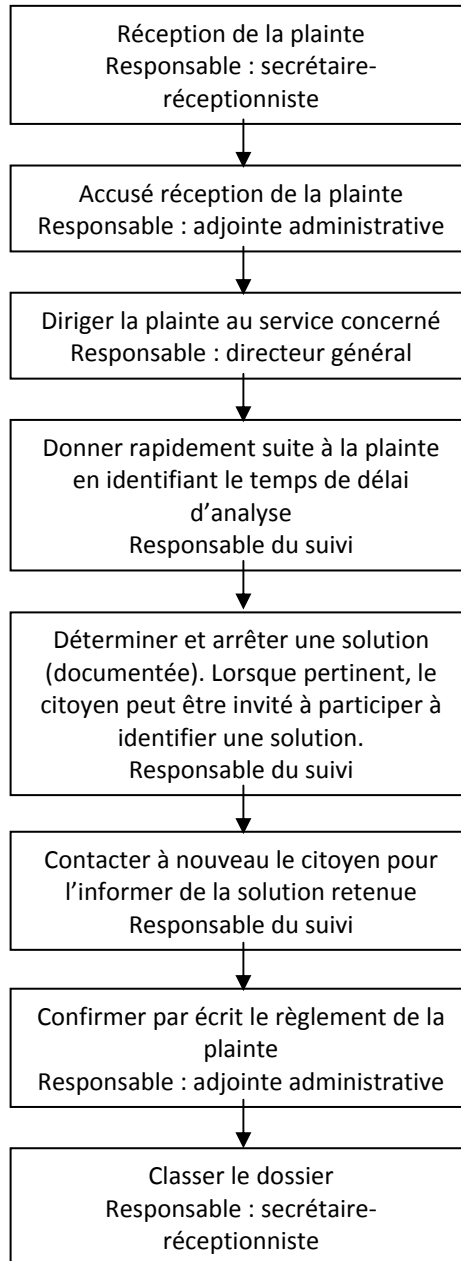 Réception de la plainte
Responsable : secrétaire-
réceptionniste
Accusé réception de la plainte
Responsable : adjointe administrative
Diriger la plainte au service concerné
Responsable : directeur général
Donner rapidement suite à la plainte
en identifiant le temps de délai
d’analyse
Responsable du suivi
Déterminer et arrêter une solution
(documentée). Lorsque pertinent, le
citoyen peut être invité à participer à
identifier une solution.
Responsable du suivi
Contacter à nouveau le citoyen pour
l’informer de la solution retenue
Responsable du suivi
Confirmer par écrit le règlement de la
plainte
Responsable : adjointe administrative
Classer le dossier
Responsable : secrétaire-
réceptionniste